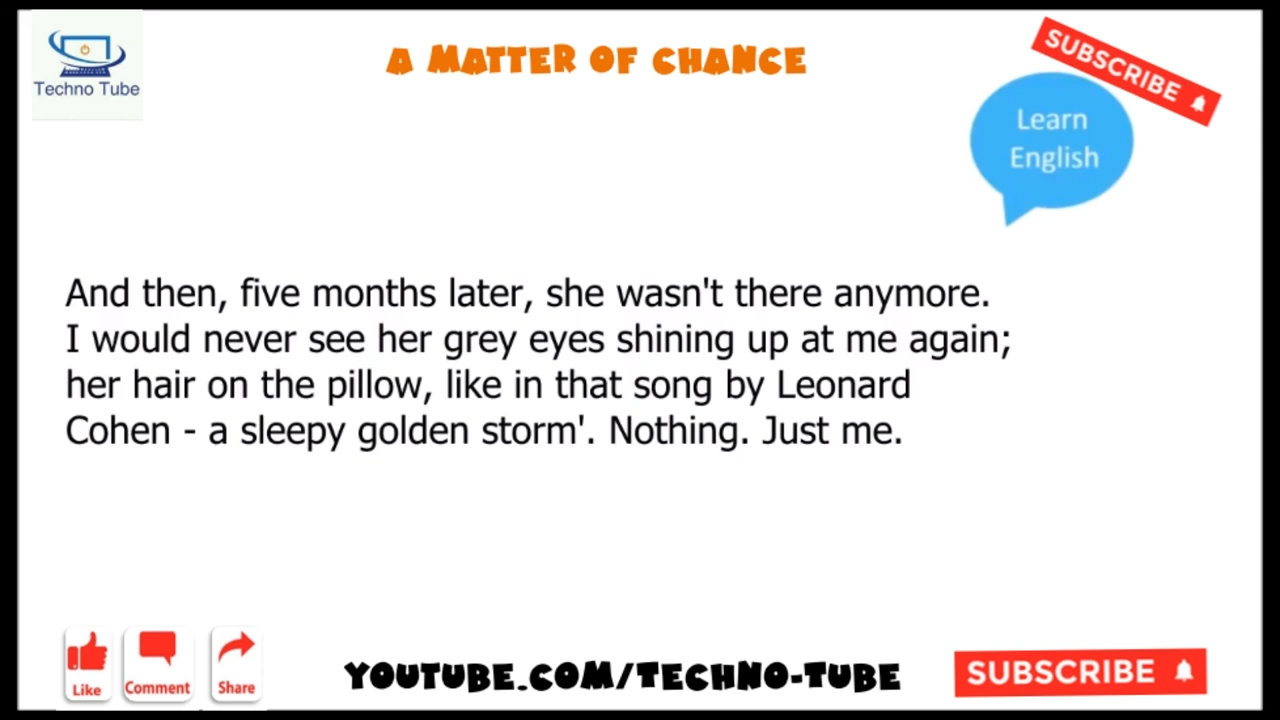 Techno Tube
A MATTER OF CHANCE
SUBSCRIBE
Learn
English
And then, five months later, she wasn't there anymore.
I would never see her grey eyes shining up at me again;
her hair on the pillow, like in that song by Leonard
Cohen - a sleepy golden storm'. Nothing. Just me.
Like
Comment
Share
YOUTUBE.COM/TECHNO-TUBE
SUBSCRIBE